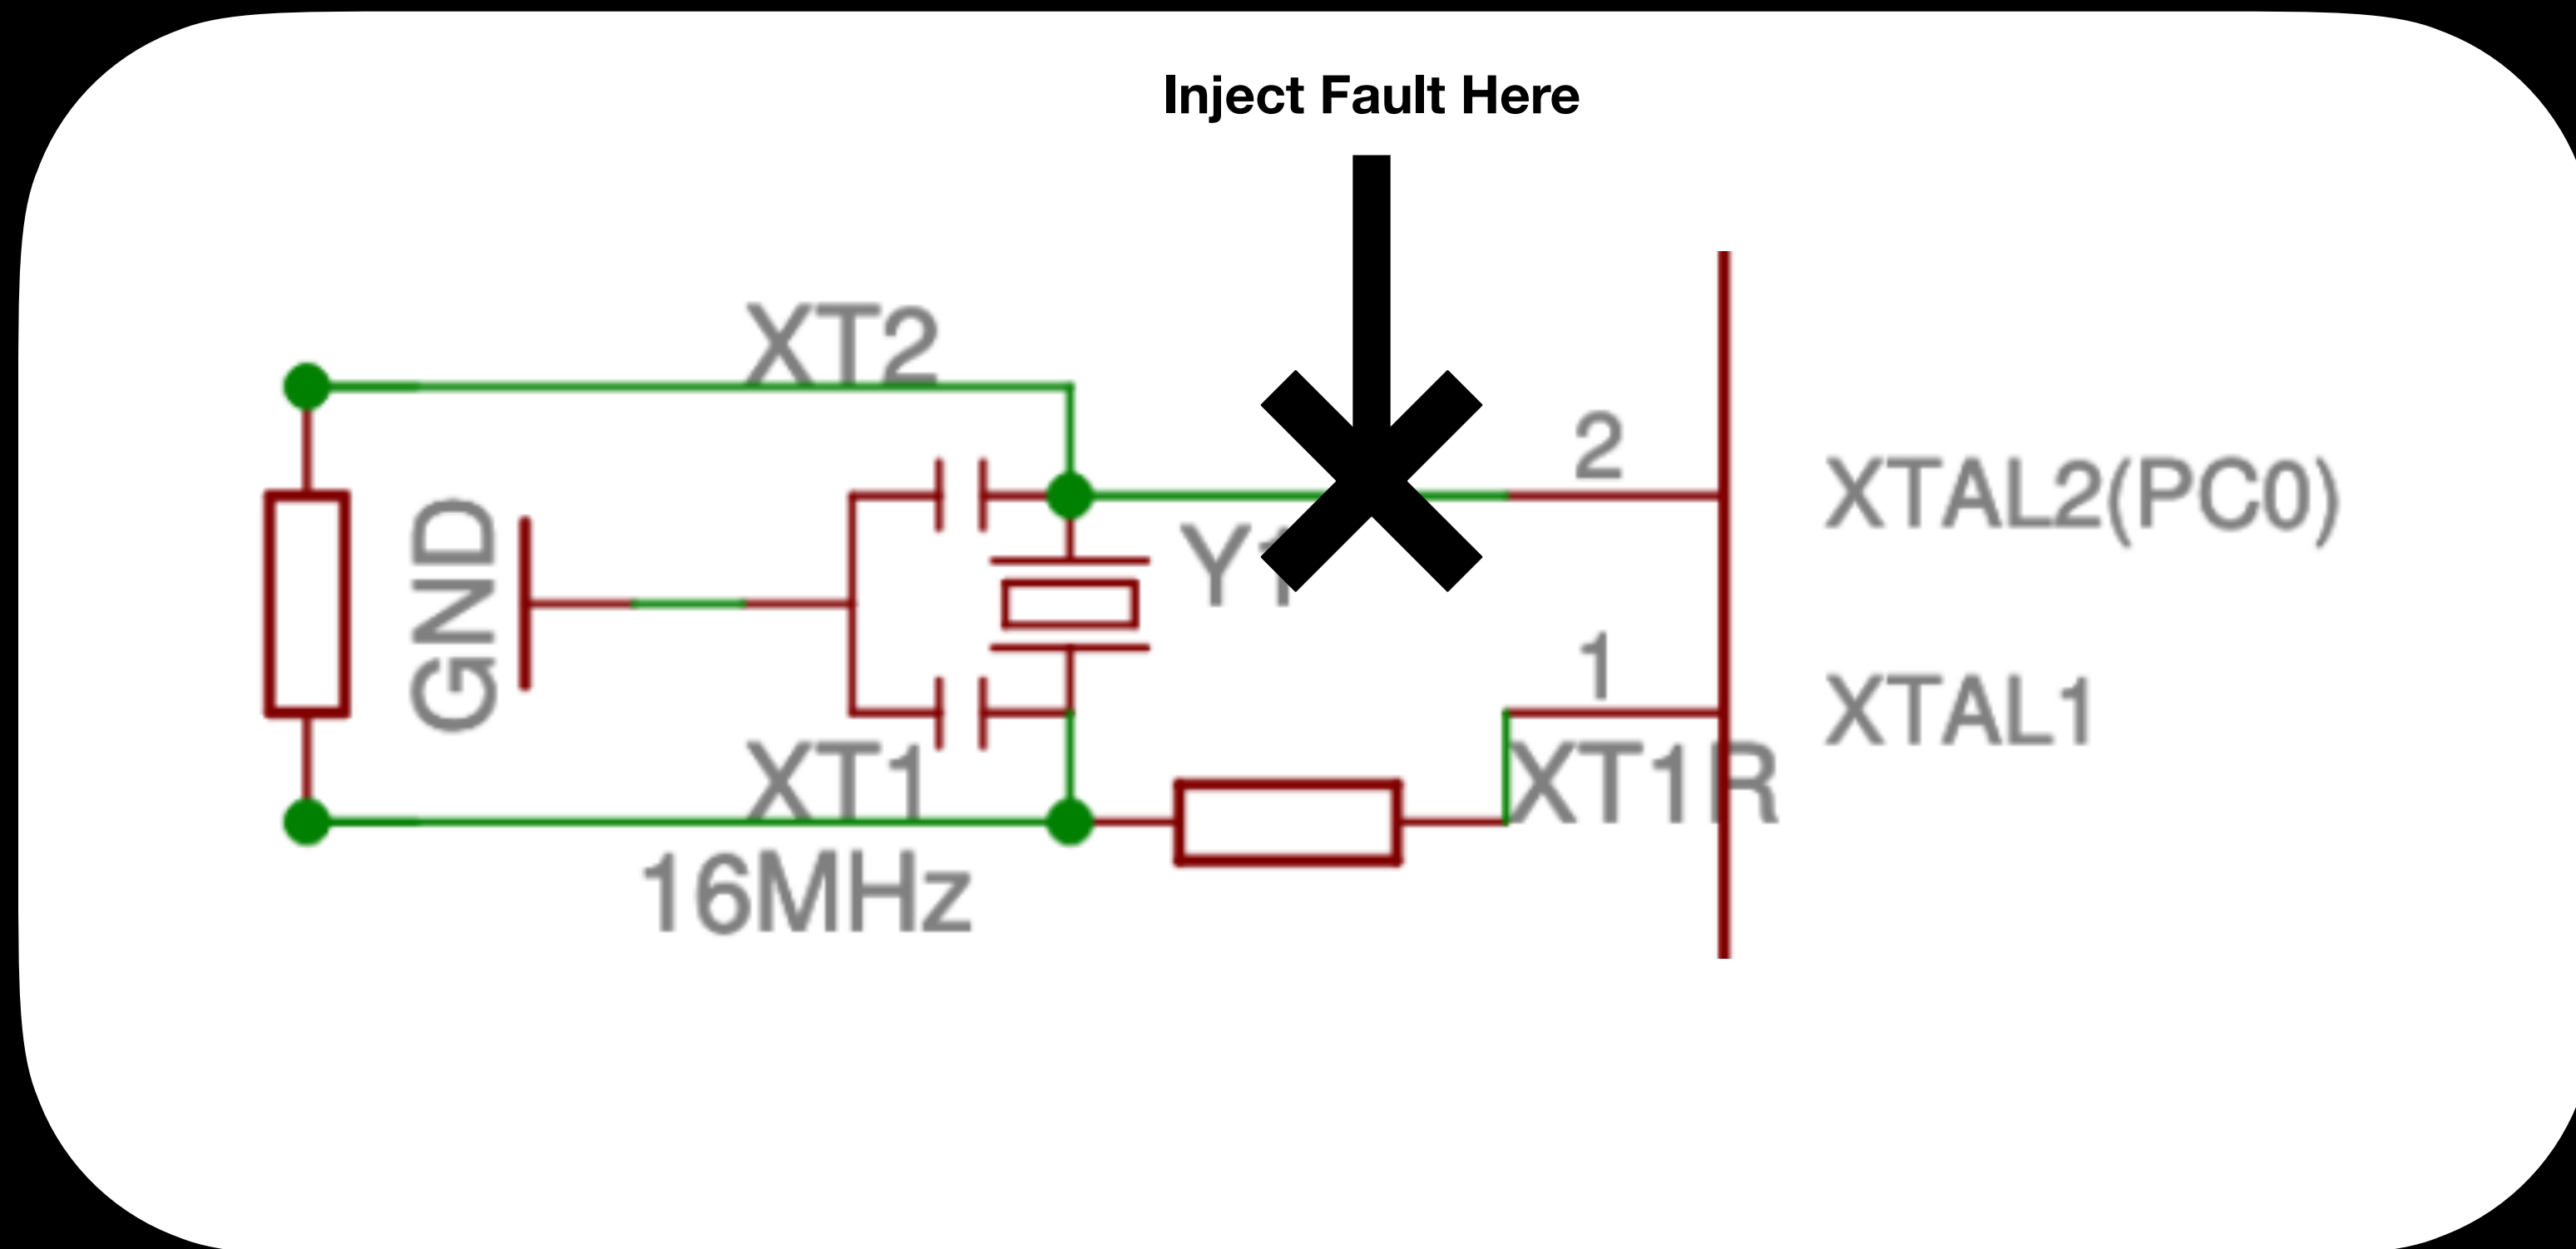 Inject Fault Here
XT2
2
XTAL2(PC0)
GND
Y1
1
XTAL1
XT1
XT1R
16MHz